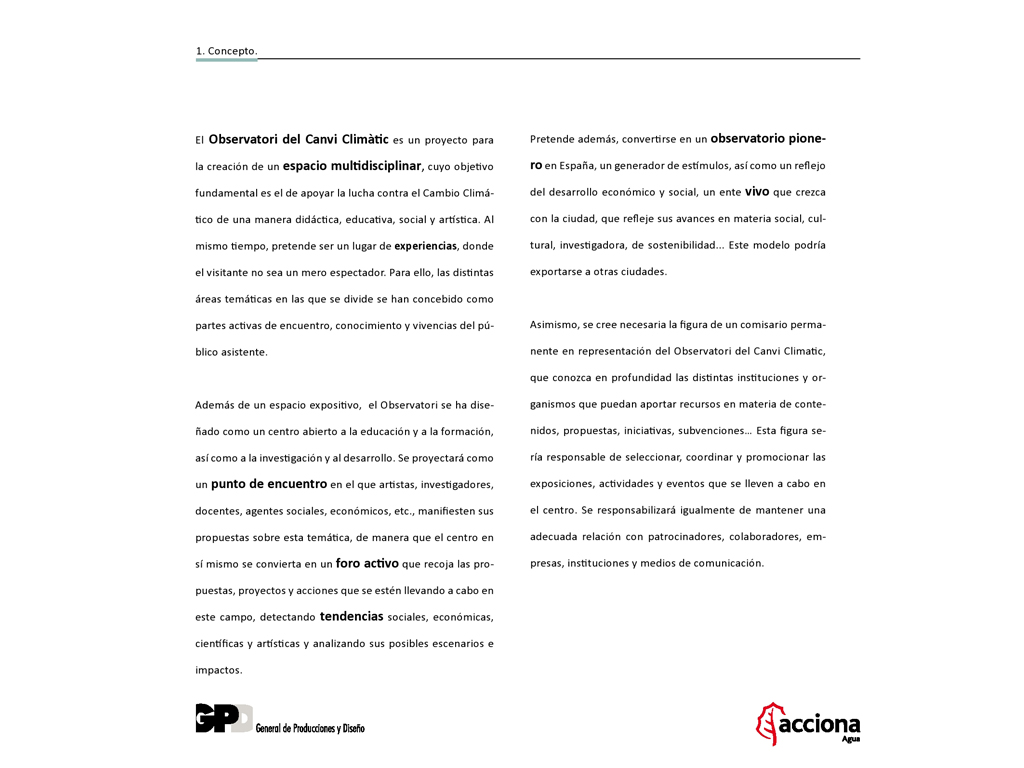 1. Concepto.
El Observatori del Canvi Climàtic es un proyecto para
la creación de un espacio multidisciplinar, cuyo objetivo
fundamental es el de apoyar la lucha contra el Cambio Climá-
tico de una manera didáctica, educativa, social y artística. Al
mismo tiempo, pretende ser un lugar de experiencias, donde
el visitante no sea un mero espectador. Para ello, las distintas
áreas temáticas en las que se divide se han concebido como
partes activas de encuentro, conocimiento y vivencias del pú-
blico asistente.
Además de un espacio expositivo,  el Observatori se ha dise-
ñado como un centro abierto a la educación y a la formación,
así como a la investigación y al desarrollo. Se proyectará como
un punto de encuentro en el que artistas, investigadores,
docentes, agentes sociales, económicos, etc., manifiesten sus
propuestas sobre esta temática, de manera que el centro en
sí mismo se convierta en un foro activo que recoja las pro-
puestas, proyectos y acciones que se estén llevando a cabo en
este campo, detectando tendencias sociales, económicas,
científicas y artísticas y analizando sus posibles escenarios e
impactos.
Pretende además, convertirse en un observatorio pione-
ro en España, un generador de estímulos, así como un reflejo
del desarrollo económico y social, un ente vivo que crezca
con la ciudad, que refleje sus avances en materia social, cul-
tural, investigadora, de sostenibilidad... Este modelo podría
exportarse a otras ciudades.
Asimismo, se cree necesaria la figura de un comisario perma-
nente en representación del Observatori del Canvi Climatic,
que conozca en profundidad las distintas instituciones y or-
ganismos que puedan aportar recursos en materia de conte-
nidos, propuestas, iniciativas, subvenciones... Esta figura se-
ría responsable de seleccionar, coordinar y promocionar las
exposiciones, actividades y eventos que se lleven a cabo en
el centro. Se responsabilizará igualmente de mantener una
adecuada relación con patrocinadores, colaboradores, em-
presas, instituciones y medios de comunicación.
GPD General de Producciones y Diseño
acciona
Agua